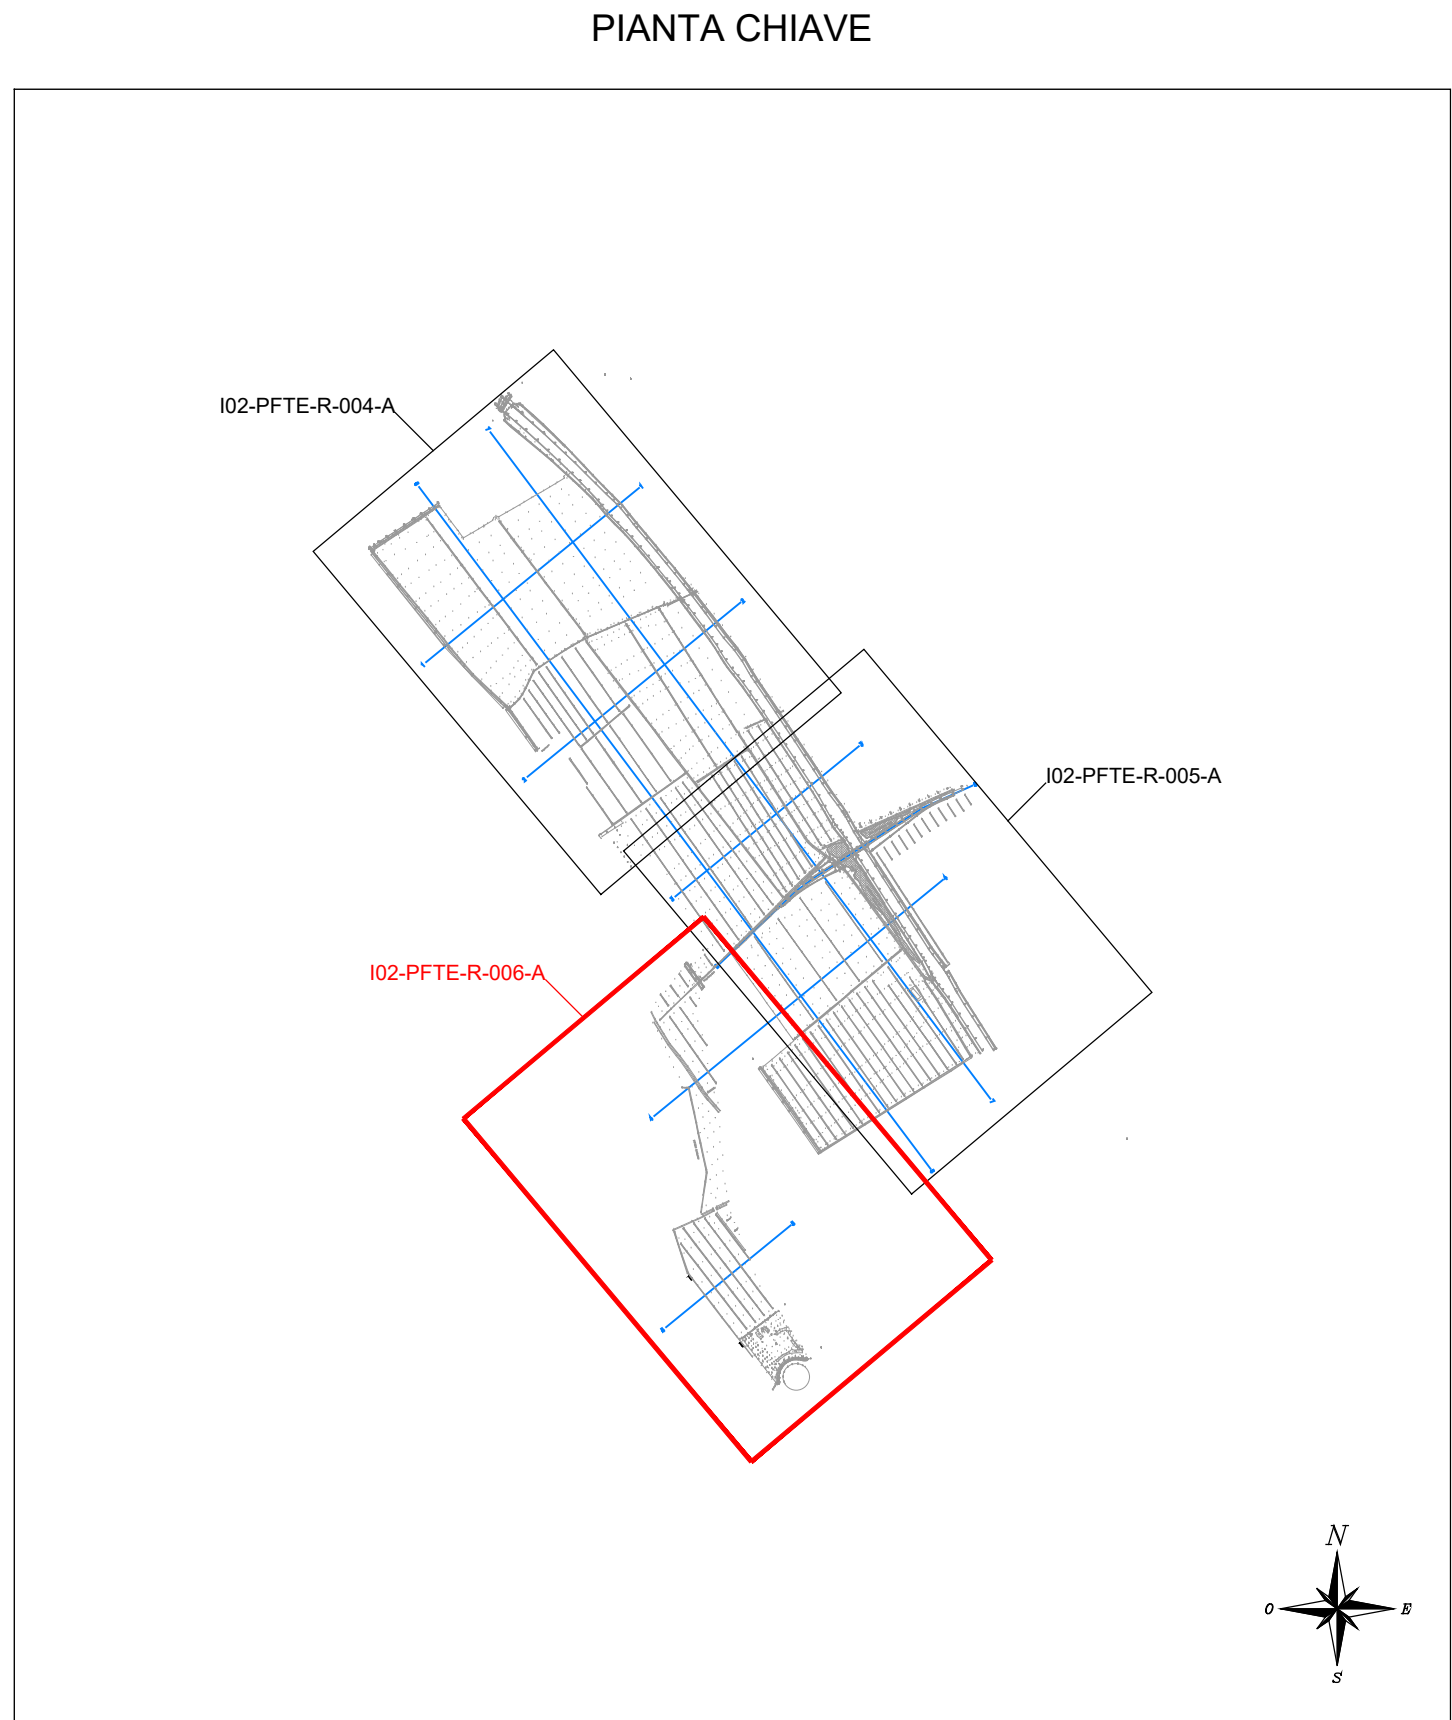 PIANTA CHIAVE
I02-PFTE-R-004-A
I02-PFTE-R-005-A
I02-PFTE-R-006-A
N
O
E
S